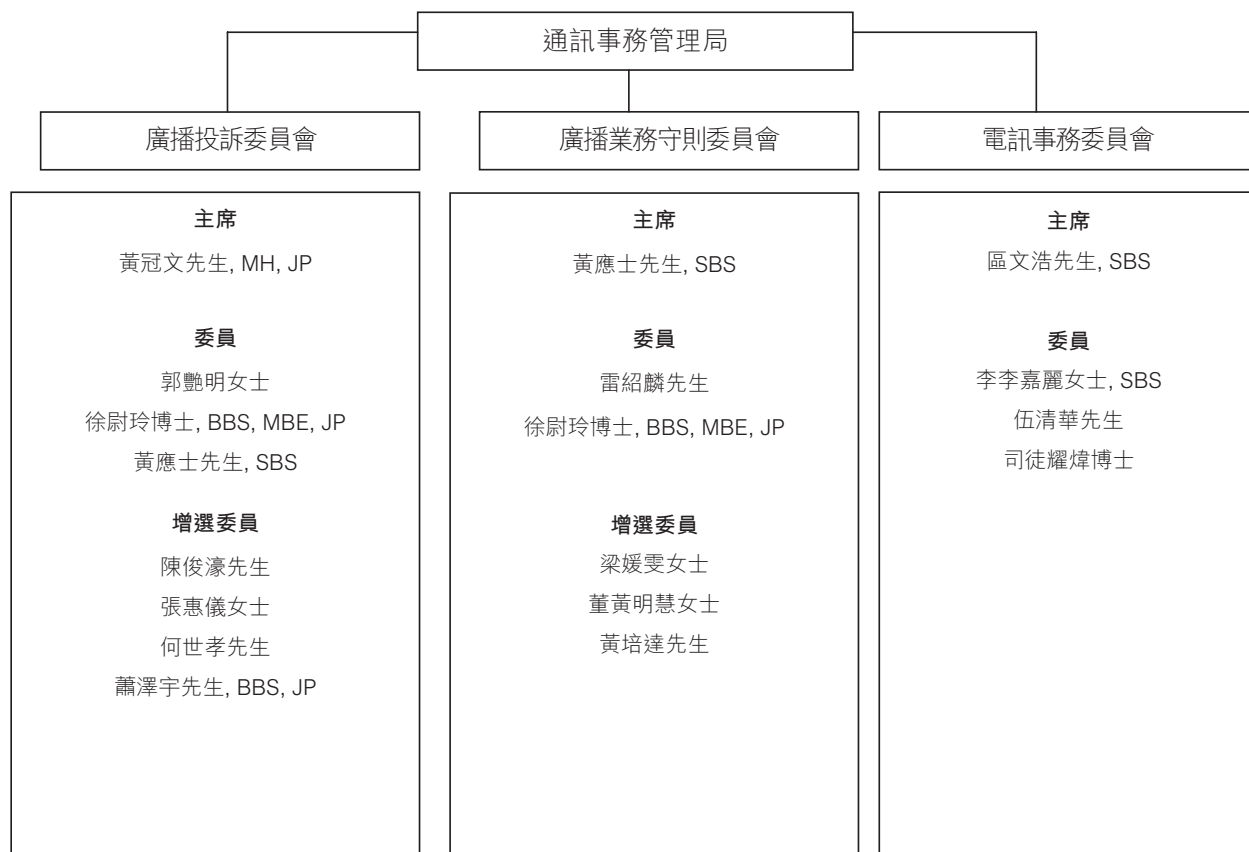 通訊事務管理局
廣播投訴委員會
主席
黃冠文先生, MH, JP
委員
郭艷明女士
徐尉玲博士, BBS, MBE, JP
黃應士先生, SBS
增選委員
陳俊濠先生
張惠儀女士
何世孝先生
蕭澤宇先生, BBS, JP
廣播業務守則委員會
主席
黃應士先生, SBS
委員
雷紹麟先生
徐尉玲博士, BBS, MBE, JP
增選委員
梁媛雯女士
董黃明慧女士
黃培達先生
電訊事務委員會
主席
區文浩先生, SBS
委員
李李嘉麗女士, SBS
伍清華先生
司徒耀煒博士